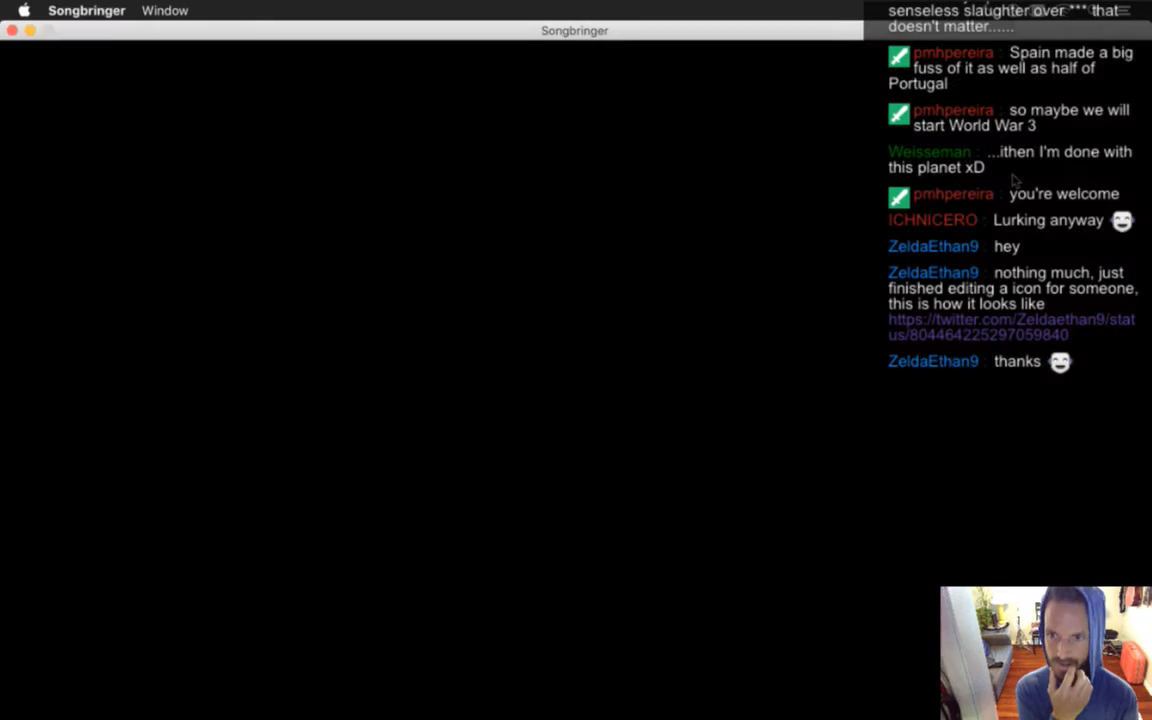 Songbringer Window
Songbringer
senseless slaughter over *** that
doesn't matter......
pmhpereira : Spain made a big
fuss of it as well as half of
Portugal
pmhpereira : so maybe we will
start World War 3
Weisseman : ...ithen I'm done with
this planet xD
pmhpereira : you're welcome
ICHNICERO : Lurking anyway
ZeldaEthan9 : hey
ZeldaEthan9 : nothing much, just
finished editing a icon for someone,
this is how it looks like
https://twitter.com/Zeldaethan9/stat
us/804464225297059840
ZeldaEthan9 : thanks